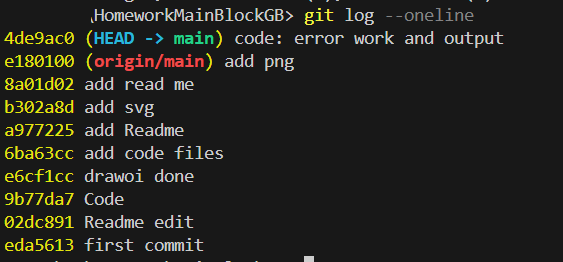 \HomeworkMainBlockGB> git log --oneline
4de9ac0 (HEAD -> main) code: error work and output
e180100 (origin/main) add png
8a01d02 add read me
b302a8d add svg
a977225 add Readme
6ba63cc add code files
e6cf1cc drawoi done
9b77da7 Code
02dc891 Readme edit
eda5613 first commit